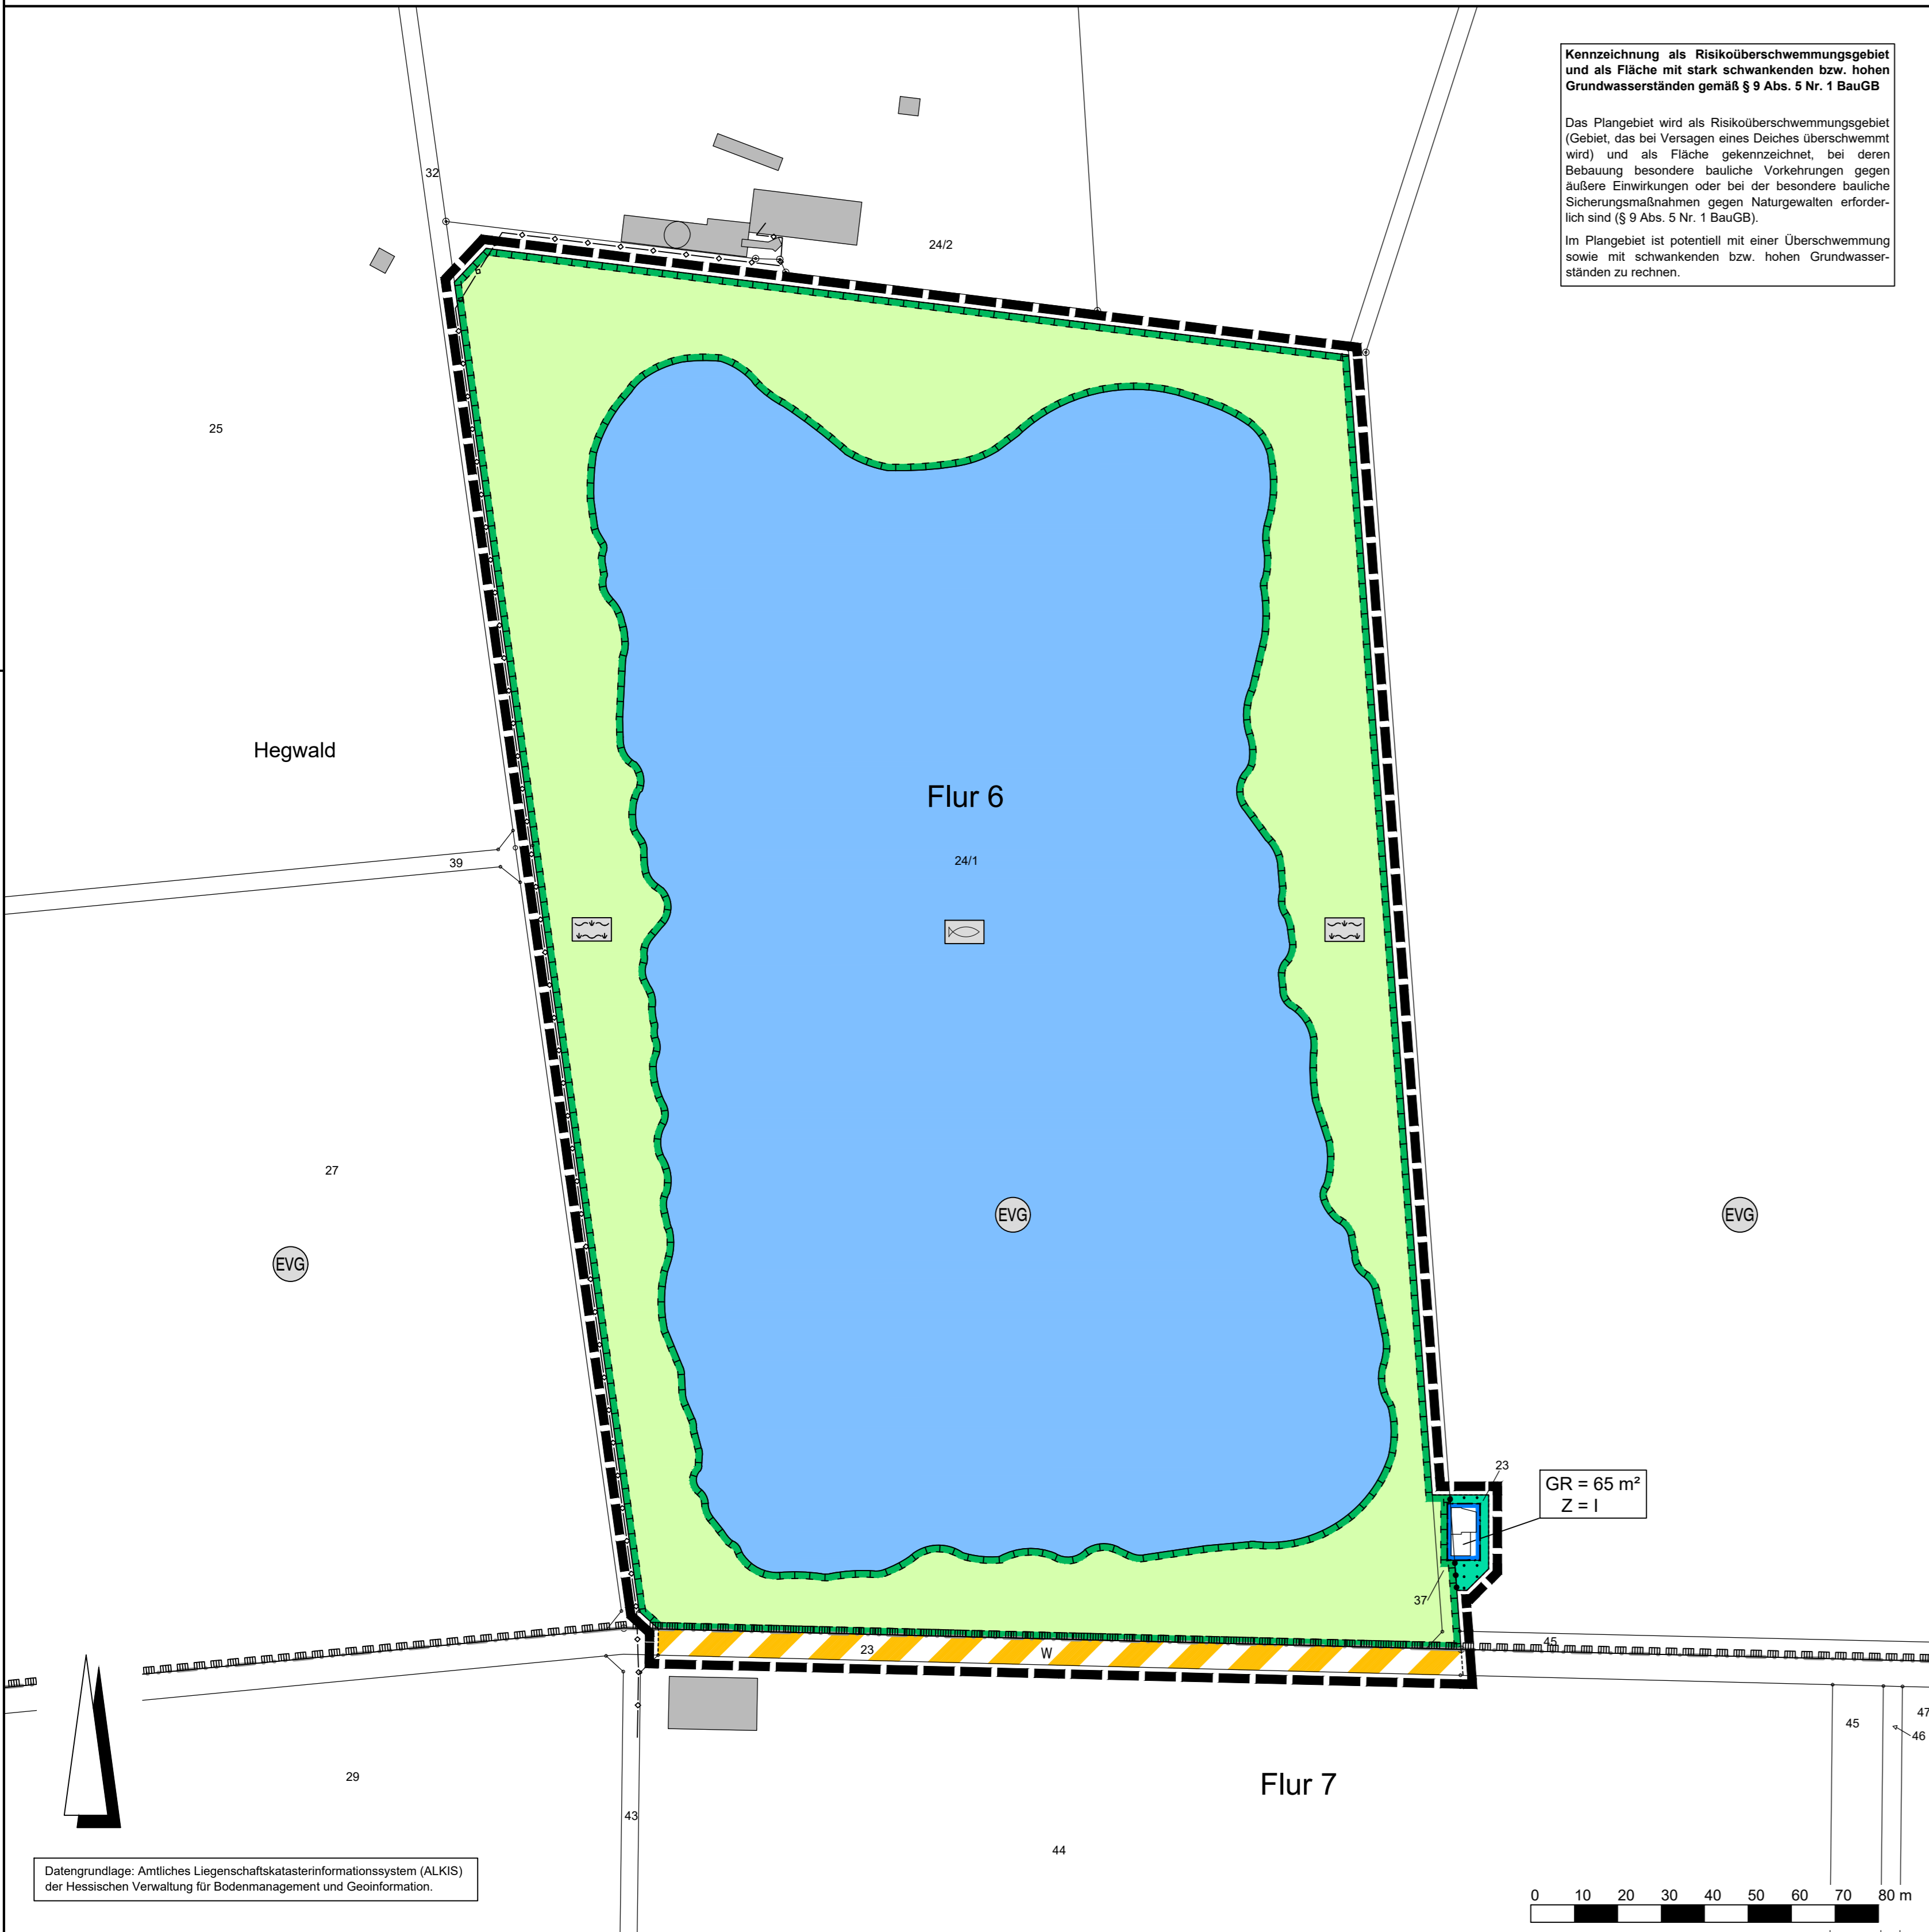 Kennzeichnung als Risikoüberschwemmungsgebiet
und als Fläche mit stark schwankenden bzw. hohen
Grundwasserständen gemäß § 9 Abs. 5 Nr. 1 BauGB
Das Plangebiet wird als Risikoüberschwemmungsgebiet
(Gebiet, das bei Versagen eines Deiches überschwemmt
wird) und als Fläche gekennzeichnet, bei deren
Bebauung besondere bauliche Vorkehrungen gegen
äußere Einwirkungen oder bei der besondere bauliche
Sicherungsmaßnahmen gegen Naturgewalten erforder-
lich sind (§ 9 Abs. 5 Nr. 1 BauGB).
Im Plangebiet ist potentiell mit einer Überschwemmung
sowie mit schwankenden bzw. hohen Grundwasser-
ständen zu rechnen.
32
24/2
25
Hegwald
Flur 6
39
24/1
27
EVG
EVG
EVG
23
GR = 65 m²
Z = I
37
23
W
45
45
47
46
29
Flur 7
43
44
Datengrundlage: Amtliches Liegenschaftskatasterinformationssystem (ALKIS)
der Hessischen Verwaltung für Bodenmanagement und Geoinformation.
0 10 20 30 40 50 60 70 80 m